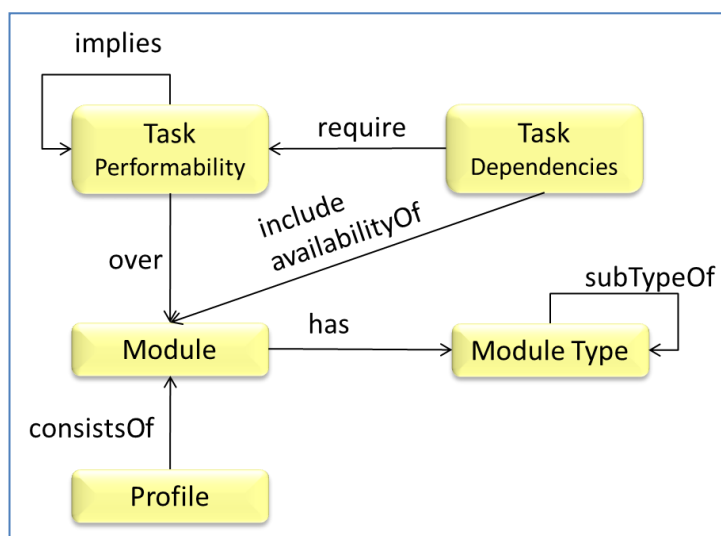 implies
Task
Performability
require
Task
Dependencies
include
availabilityOf
over
subTypeOf
Module
has
Module Type
consistsOf
Profile